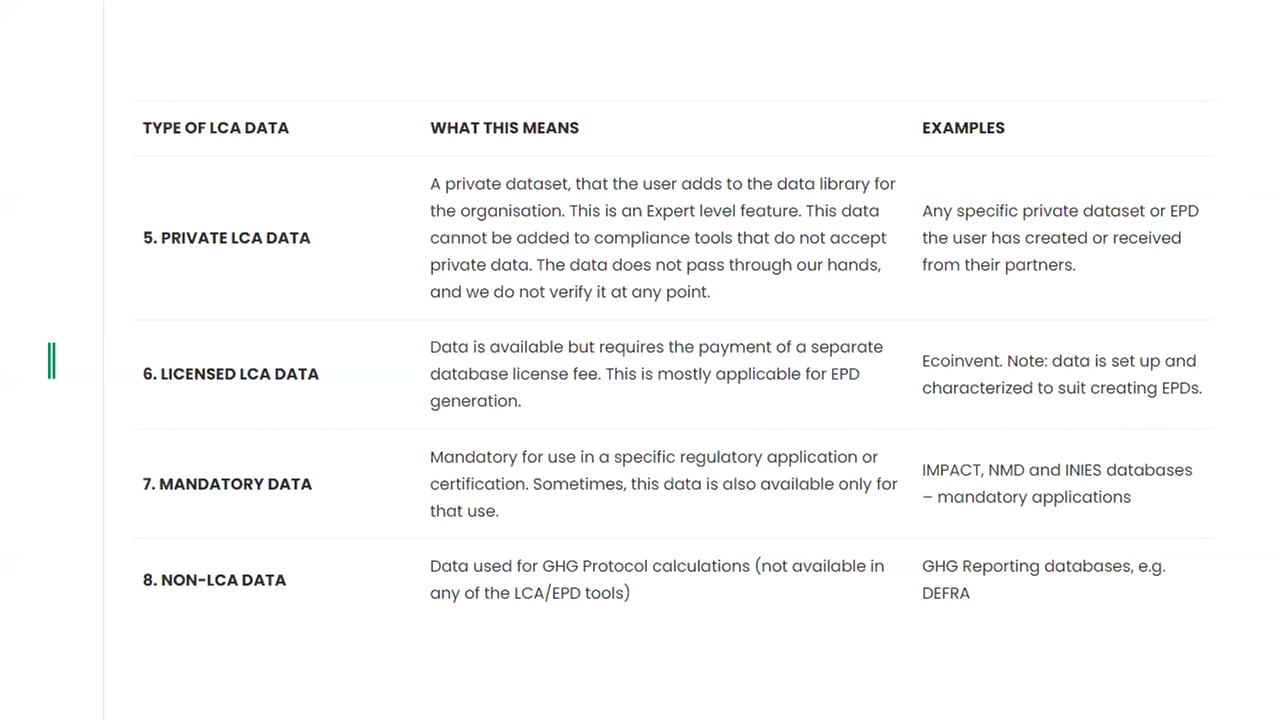 TYPE OF LCA DATA
WHAT THIS MEANS
EXAMPLES
5. PRIVATE LCA DATA
A private dataset, that the user adds to the data library for
the organisation. This is an Expert level feature. This data
cannot be added to compliance tools that do not accept
private data. The data does not pass through our hands,
and we do not verify it at any point.
Any specific private dataset or EPD
the user has created or received
from their partners.
6. LICENSED LCA DATA
Data is available but requires the payment of a separate
database license fee. This is mostly applicable for EPD
generation.
Ecoinvent. Note: data is set up and
characterized to suit creating EPDs.
7. MANDATORY DATA
Mandatory for use in a specific regulatory application or
certification. Sometimes, this data is also available only for
that use.
IMPACT, NMD and INIES databases
– mandatory applications
8. NON-LCA DATA
Data used for GHG Protocol calculations (not available in
any of the LCA/EPD tools)
GHG Reporting databases, e.g.
DEFRA